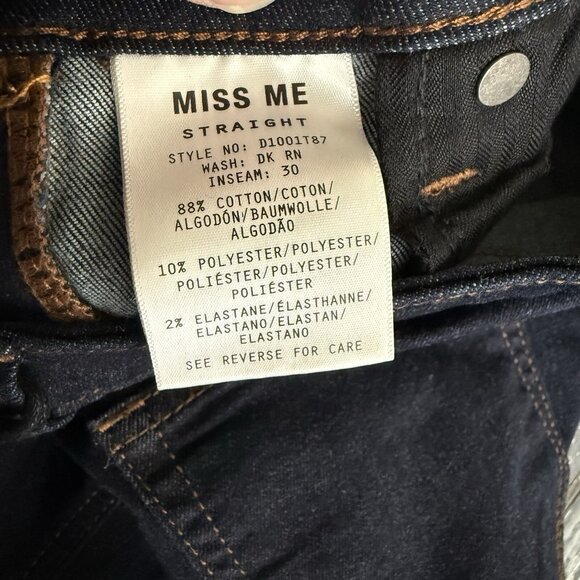 MISS ME
STRAIGHT
STYLE NO: D1001T87
WASH: DK RN
INSEAM: 30
88% COTTON/COTON/
ALGODÓN/BAUMWOLLE/
ALGODÃO
10% POLYESTER/POLYESTER/
POLIÉSTER/POLYESTER/
POLIÉSTER
2% ELASTANE/ÉLASTHANNE/
ELASTANO/ELASTAN/
ELASTANO
SEE REVERSE FOR CARE